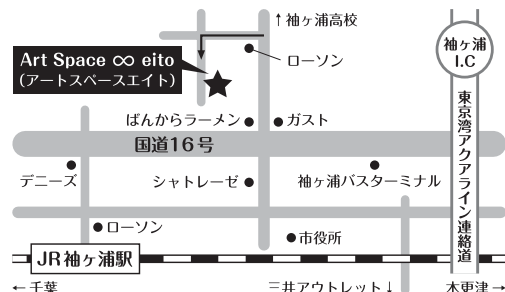 ↑袖ヶ浦高校
袖ヶ浦
I.C
Art Space ∞ eito
(アートスペースエイト)
ローソン
東京湾アクアライン連絡道
ばんからラーメン
ガスト
国道16号
デニーズ
シャトレーゼ
袖ヶ浦バスターミナル
ローソン
市役所
JR袖ヶ浦駅
←千葉
三井アウトレット↓
木更津→